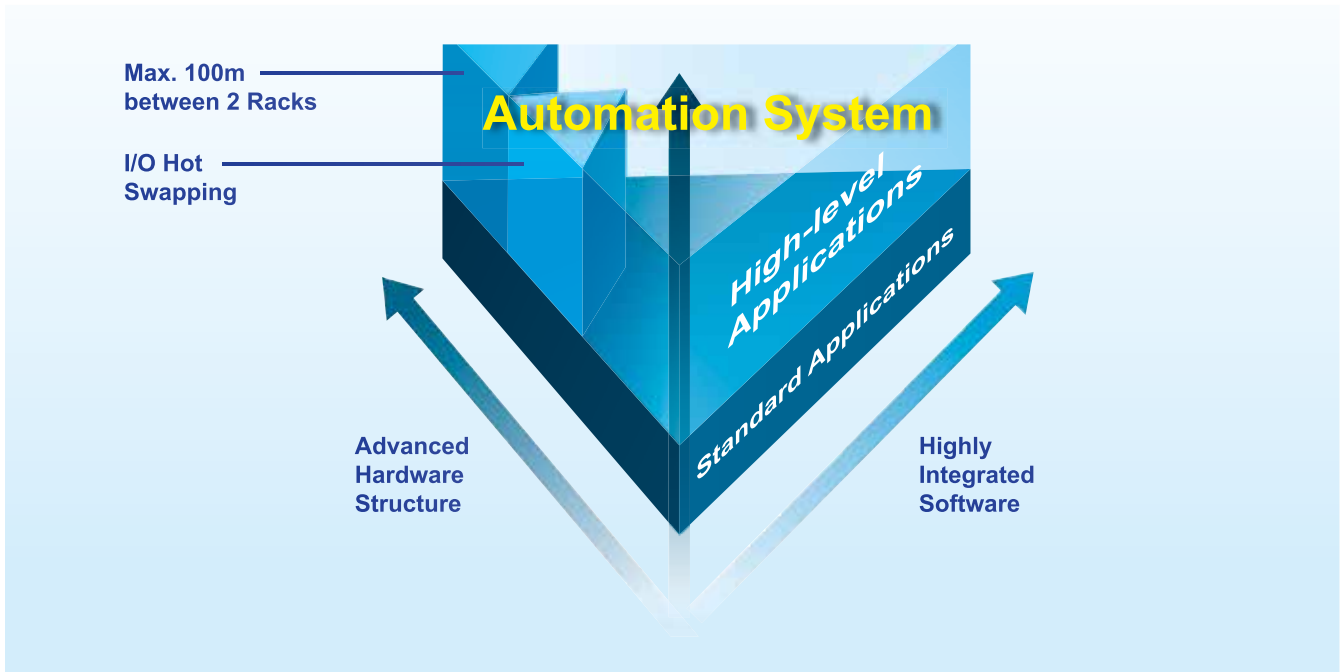 Max. 100m
between 2 Racks
I/O Hot
Swapping
Automation System
High-level
Applications
Standard Applications
Advanced
Hardware
Structure
Highly
Integrated
Software